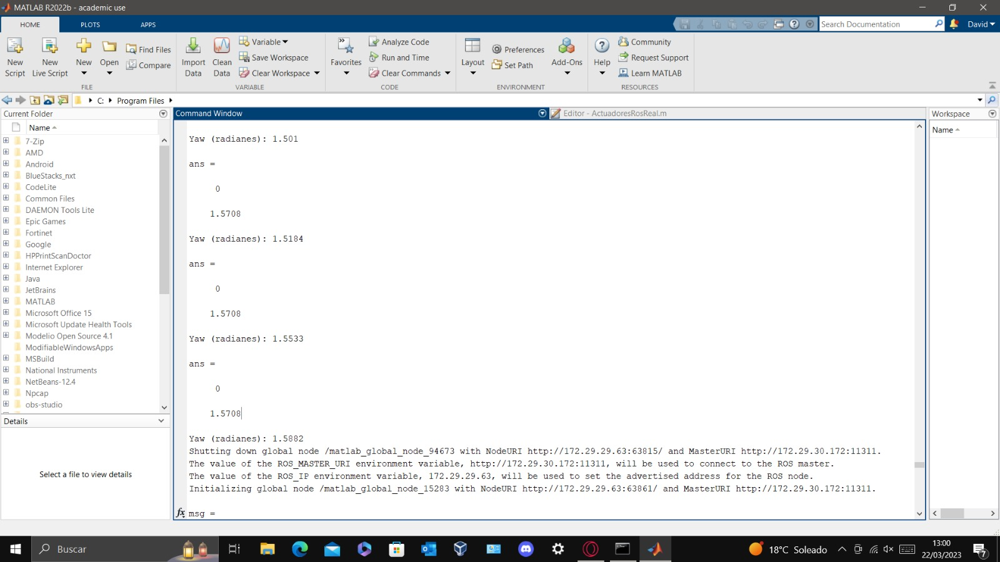 MATLAB R2022b - academic use
HOME PLOTS APPS
Search Documentation
David
New Script
New Live Script
New
Open
Find Files
Compare
FILE
Import Data
Clean Data
Variable
Save Workspace
Clear Workspace
VARIABLE
Favorites
Analyze Code
Run and Time
Clear Commands
CODE
Layout
Preferences
Set Path
Add-Ons
ENVIRONMENT
Help
Community
Request Support
Learn MATLAB
RESOURCES
C: Program Files
Current Folder
Name
7-Zip
AMD
Android
BlueStacks_nxt
CodeLite
Common Files
DAEMON Tools Lite
Epic Games
Fortinet
Google
HPPrintScanDoctor
Internet Explorer
Java
JetBrains
MATLAB
Microsoft Office 15
Microsoft Update Health Tools
Modelio Open Source 4.1
ModifiableWindowsApps
MSBuild
National Instruments
NetBeans-12.4
Npcap
obs-studio
Details
Select a file to view details
Command Window
Editor - ActuadoresRosReal.m
Yaw (radianes): 1.501
ans =
0
1.5708
Yaw (radianes): 1.5184
ans =
0
1.5708
Yaw (radianes): 1.5533
ans =
0
1.5708
Yaw (radianes): 1.5882
Shutting down global node /matlab_global_node_94673 with NodeURI http://172.29.29.63:63815/ and MasterURI http://172.29.30.172:11311.
The value of the ROS_MASTER_URI environment variable, http://172.29.30.172:11311, will be used to connect to the ROS master.
The value of the ROS_IP environment variable, 172.29.29.63, will be used to set the advertised address for the ROS node.
Initializing global node /matlab_global_node_15283 with NodeURI http://172.29.29.63:63861/ and MasterURI http://172.29.30.172:11311.
fx msg =
Workspace
Name
Buscar
18°C Soleado
13:00
22/03/2023
7